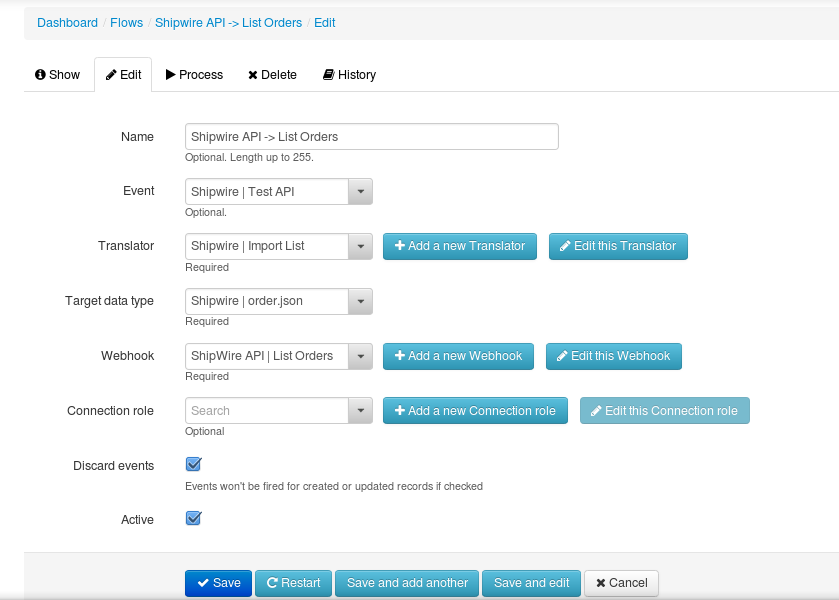 Dashboard / Flows / Shipwire API -> List Orders / Edit
Show Edit Process Delete History
Name Shipwire API -> List Orders
Optional. Length up to 255.
Event Shipwire | Test API
Optional.
Translator Shipwire | Import List Add a new Translator Edit this Translator
Required
Target data type Shipwire | order.json
Required
Webhook ShipWire API | List Orders Add a new Webhook Edit this Webhook
Required
Connection role Search Add a new Connection role Edit this Connection role
Optional
Discard events
Events won't be fired for created or updated records if checked
Active
Save Restart Save and add another Save and edit Cancel